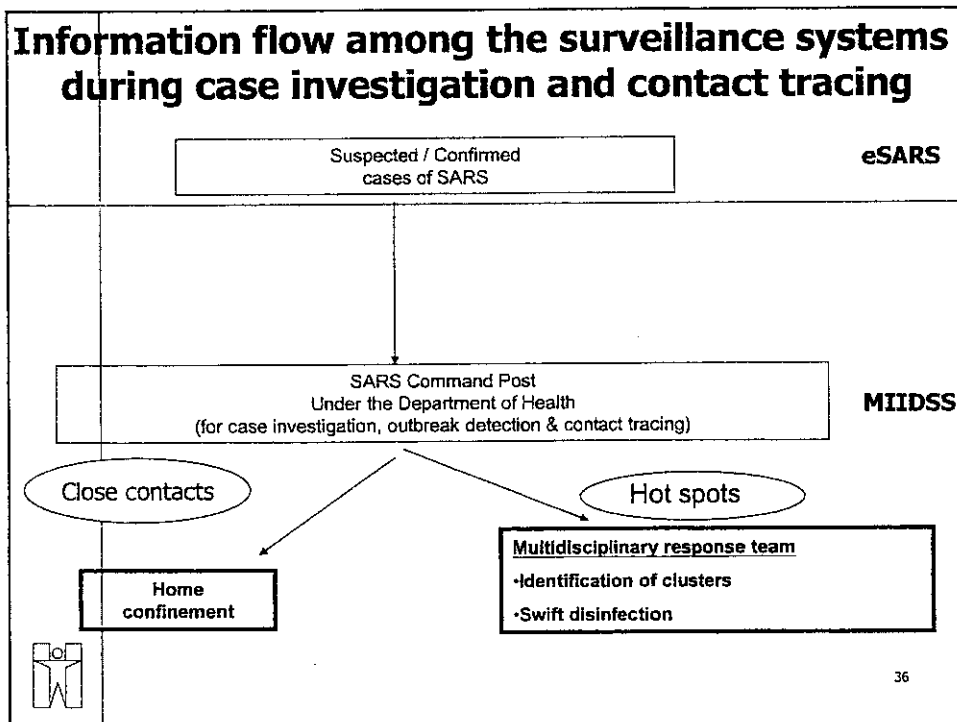 Information flow among the surveillance systems
during case investigation and contact tracing
Suspected / Confirmed
cases of SARS
eSARS
SARS Command Post
Under the Department of Health
(for case investigation, outbreak detection & contact tracing)
MIIDSS
Close contacts
Hot spots
Home
confinement
Multidisciplinary response team
•Identification of clusters
•Swift disinfection
36